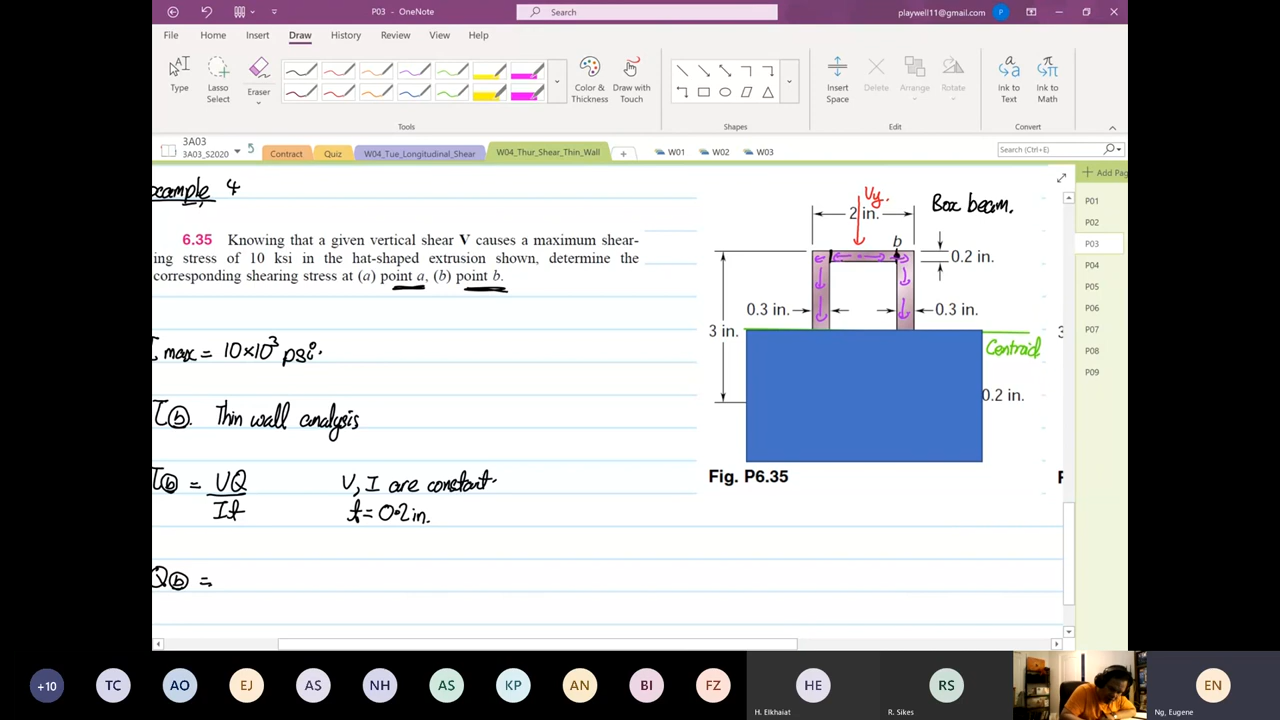 P03 - OneNote
Search
playwell11@gmail.com
P
File Home Insert Draw History Review View Help
Type
Lasso Select
Eraser
Color & Thickness
Draw with Touch
Insert Space
Delete
Arrange
Rotate
Ink to Text
Ink to Math
Tools
Shapes
Edit
Convert
3A03
3A03_S2020
5
Contract
Quiz
W04_Tue_Longitudinal_Shear
W04_Thur_Shear_Thin_Wall
W01
W02
W03
Search (Ctrl+E)
Add Pag
P01
P02
P03
P04
P05
P06
P07
P08
P09
xample 4
6.35 Knowing that a given vertical shear V causes a maximum shear-
ing stress of 10 ksi in the hat-shaped extrusion shown, determine the
corresponding shearing stress at (a) point a, (b) point b.
τ max = 10×10³ psi.
τⓑ. Thin wall analysis
τⓑ = VQ / It
V, I are constant.
t = 0.2 in.
Qⓑ =
Vy.
Box beam.
2 in.
b
0.2 in.
0.3 in.
0.3 in.
3 in.
Centroid.
0.2 in.
Fig. P6.35
+10
TC
AO
EJ
AS
NH
AS
KP
AN
BI
FZ
HE
H. Elkhaiat
RS
R. Sikes
EN
Ng, Eugene